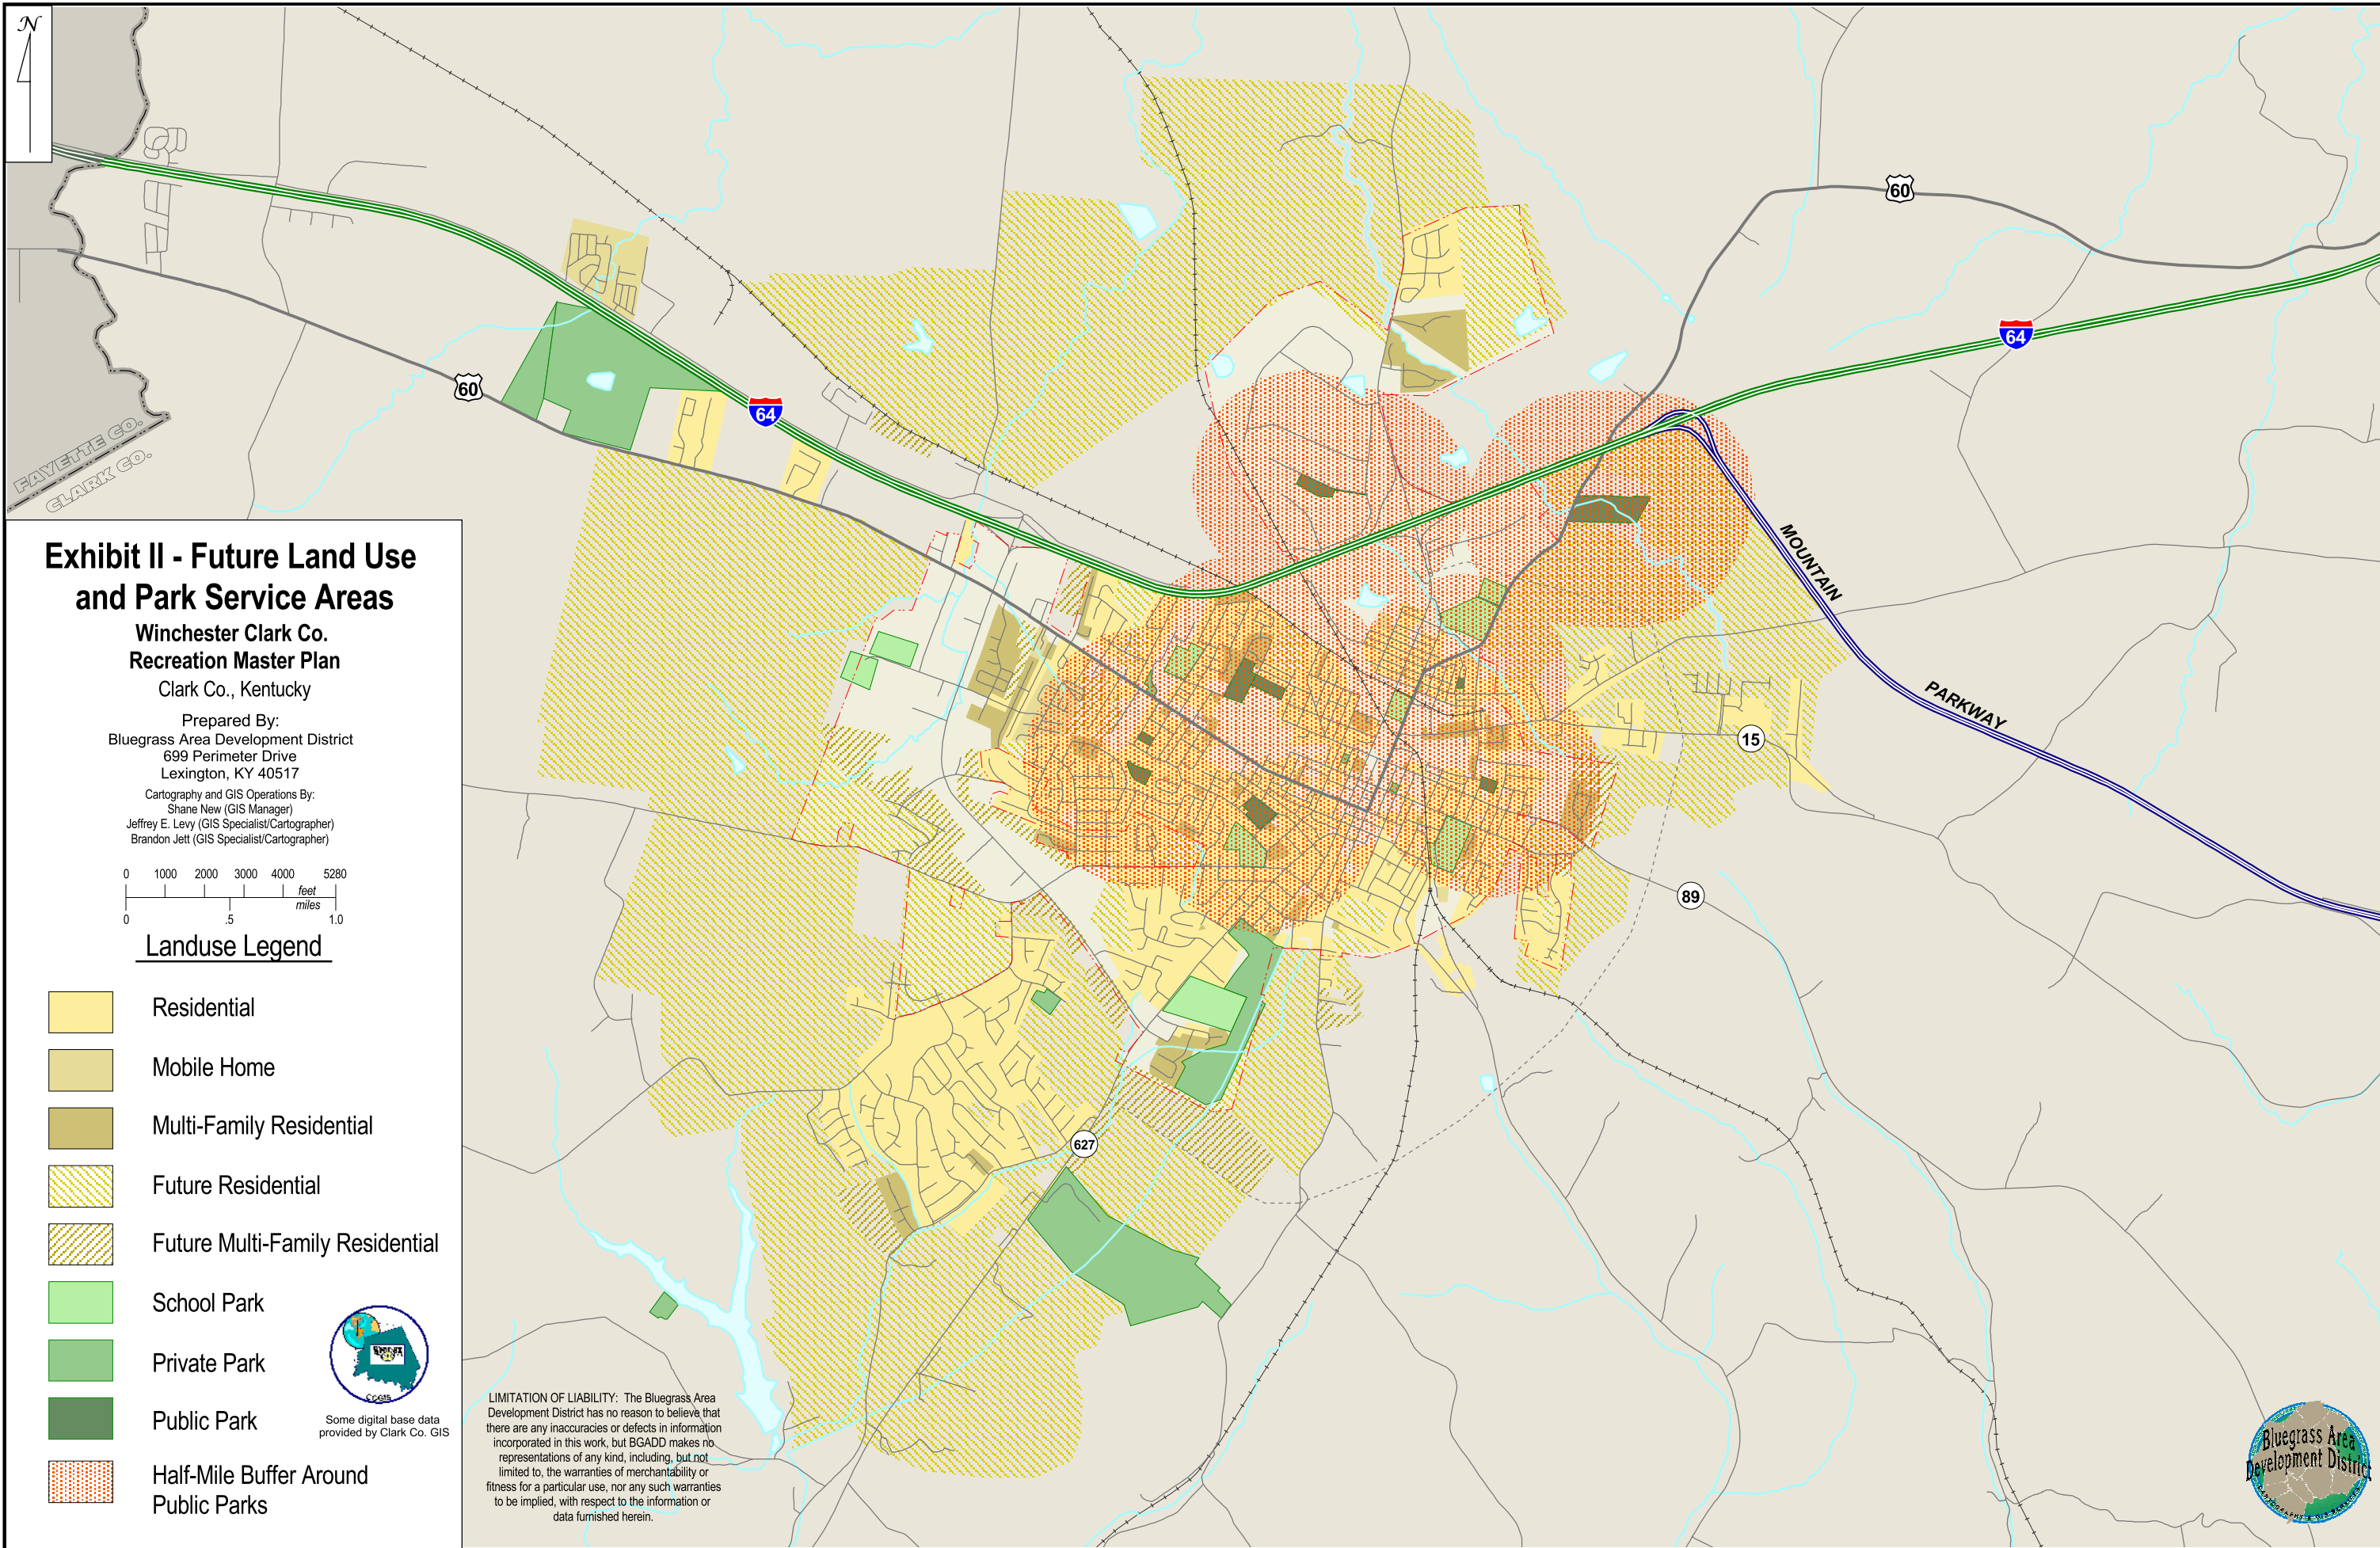 N
Exhibit II - Future Land Use
and Park Service Areas
Winchester Clark Co.
Recreation Master Plan
Clark Co., Kentucky
Prepared By:
Bluegrass Area Development District
699 Perimeter Drive
Lexington, KY 40517
Cartography and GIS Operations By:
Shane New (GIS Manager)
Jeffrey E. Levy (GIS Specialist/Cartographer)
Brandon Jett (GIS Specialist/Cartographer)
0 1000 2000 3000 4000 5280
feet
miles
0 .5 1.0
Landuse Legend
Residential
Mobile Home
Multi-Family Residential
Future Residential
Future Multi-Family Residential
School Park
Private Park
Public Park
Half-Mile Buffer Around
Public Parks
Some digital base data
provided by Clark Co. GIS
FAYETTE CO.
CLARK CO.
60
64
60
64
MOUNTAIN
PARKWAY
15
89
627
LIMITATION OF LIABILITY: The Bluegrass Area
Development District has no reason to believe that
there are any inaccuracies or defects in information
incorporated in this work, but BGADD makes no
representations of any kind, including, but not
limited to, the warranties of merchantability or
fitness for a particular use, nor any such warranties
to be implied, with respect to the information or
data furnished herein.
Bluegrass Area
Development District